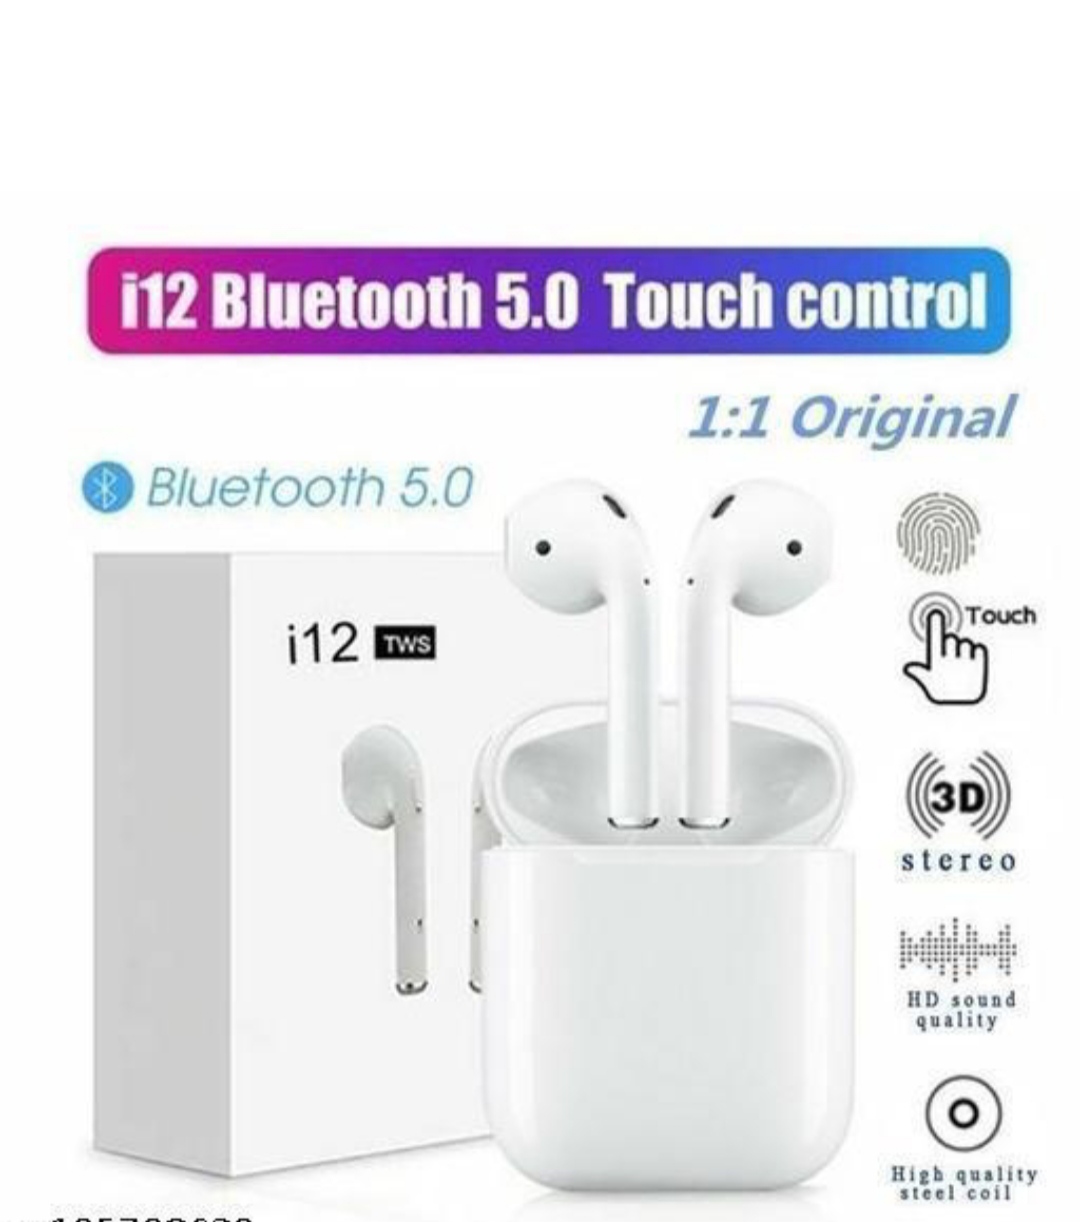 i12 Bluetooth 5.0 Touch control
1:1 Original
Bluetooth 5.0
i12 TWS
Touch
3D
stereo
HD sound
quality
High quality
steel coil